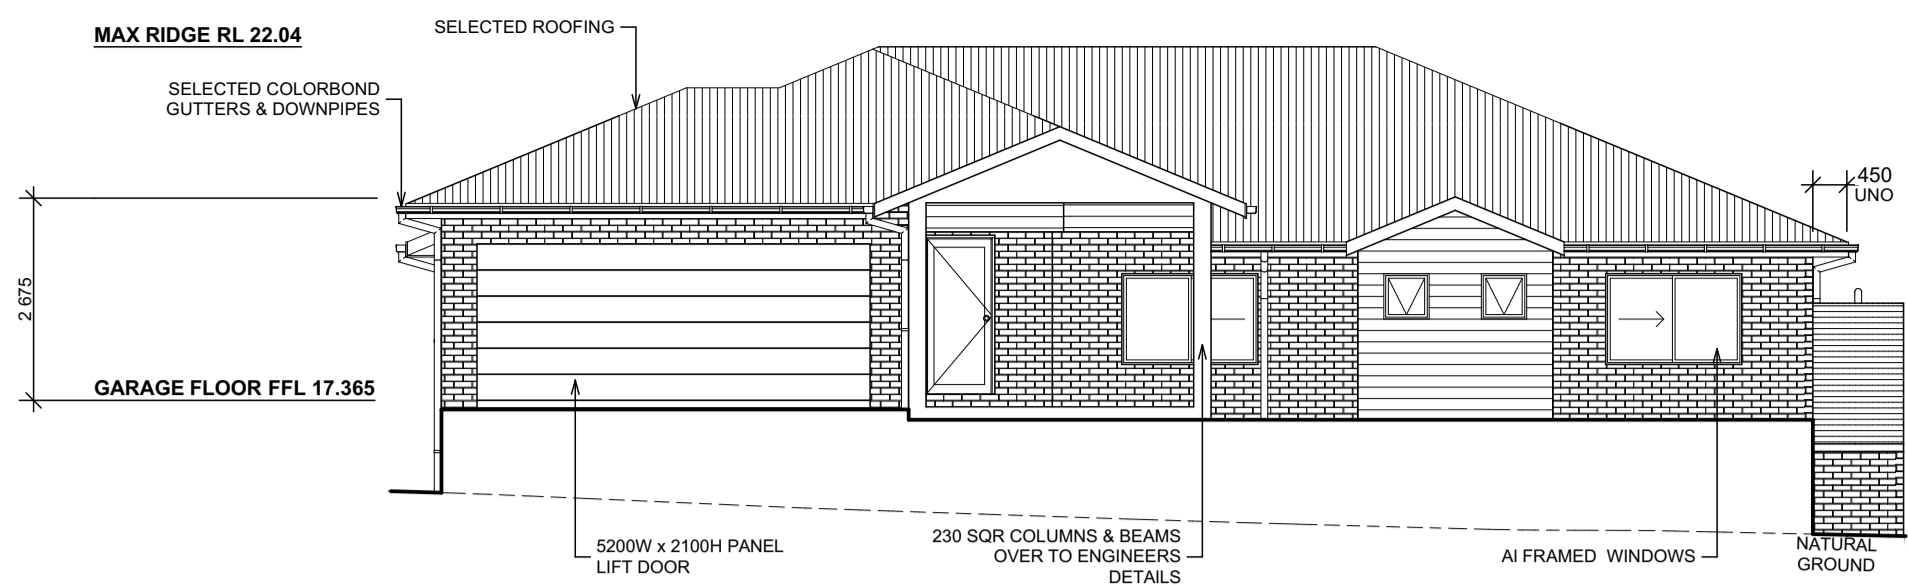 MAX RIDGE RL 22.04
SELECTED ROOFING
SELECTED COLORBOND
GUTTERS & DOWNPIPES
450
UNO
2 675
GARAGE FLOOR FFL 17.365
5200W x 2100H PANEL
LIFT DOOR
230 SQR COLUMNS & BEAMS
OVER TO ENGINEERS
DETAILS
Al FRAMED WINDOWS
NATURAL
GROUND